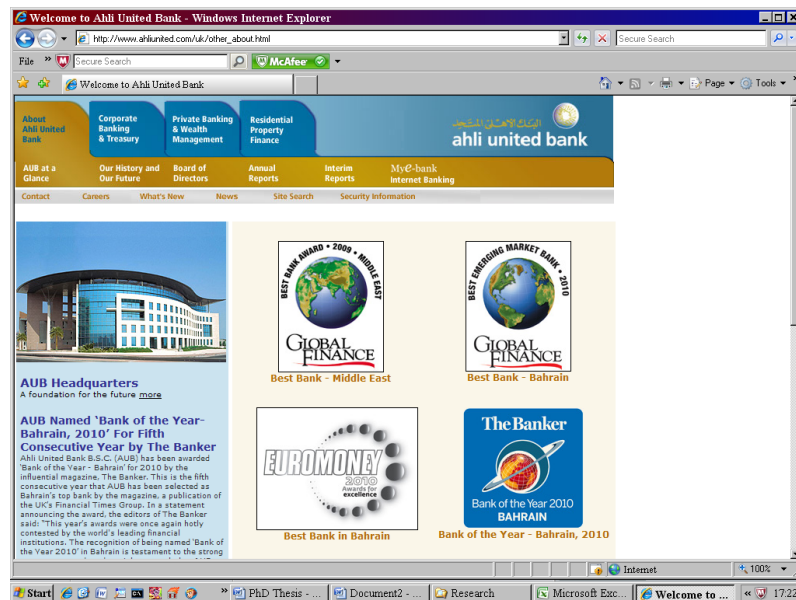 Welcome to Ahli United Bank - Windows Internet Explorer
http://www.ahliunited.com/uk/other_about.html
Secure Search
File » Secure Search McAfee
Welcome to Ahli United Bank
Page Tools »
About
Ahli United
Bank
Corporate
Banking
& Treasury
Private Banking
& Wealth
Management
Residential
Property
Finance
البنك الأهلي المتحد
ahli united bank
AUB at a
Glance
Our History and
Our Future
Board of
Directors
Annual
Reports
Interim
Reports
My e-bank
Internet Banking
Contact Careers What's New News Site Search Security Information
BEST BANK AWARD • 2009 • MIDDLE EAST
GLOBAL
FINANCE
Best Bank - Middle East
BEST EMERGING MARKET BANK • 2010
GLOBAL
FINANCE
Best Bank - Bahrain
AUB Headquarters
A foundation for the future more
AUB Named ‘Bank of the Year-
Bahrain, 2010’ For Fifth
Consecutive Year by The Banker
Ahli United Bank B.S.C. (AUB) has been awarded
‘Bank of the Year - Bahrain’ for 2010 by the
influential magazine, The Banker. This is the fifth
consecutive year that AUB has been selected as
Bahrain's top bank by the magazine, a publication of
the UK's Financial Times Group. In a statement
announcing the award, the editors of The Banker
said: "This year's awards were once again hotly
contested by the world's leading financial
institutions. The recognition of being named ‘Bank of
the Year 2010’ in Bahrain is testament to the strong
EUROMONEY
2010
Awards for
excellence
Best Bank in Bahrain
The Banker
Bank of the Year 2010
BAHRAIN
Bank of the Year - Bahrain, 2010
Internet 100%
Start » PhD Thesis - ... Document2 - ... Research Microsoft Exc... Welcome to ... « 17:22